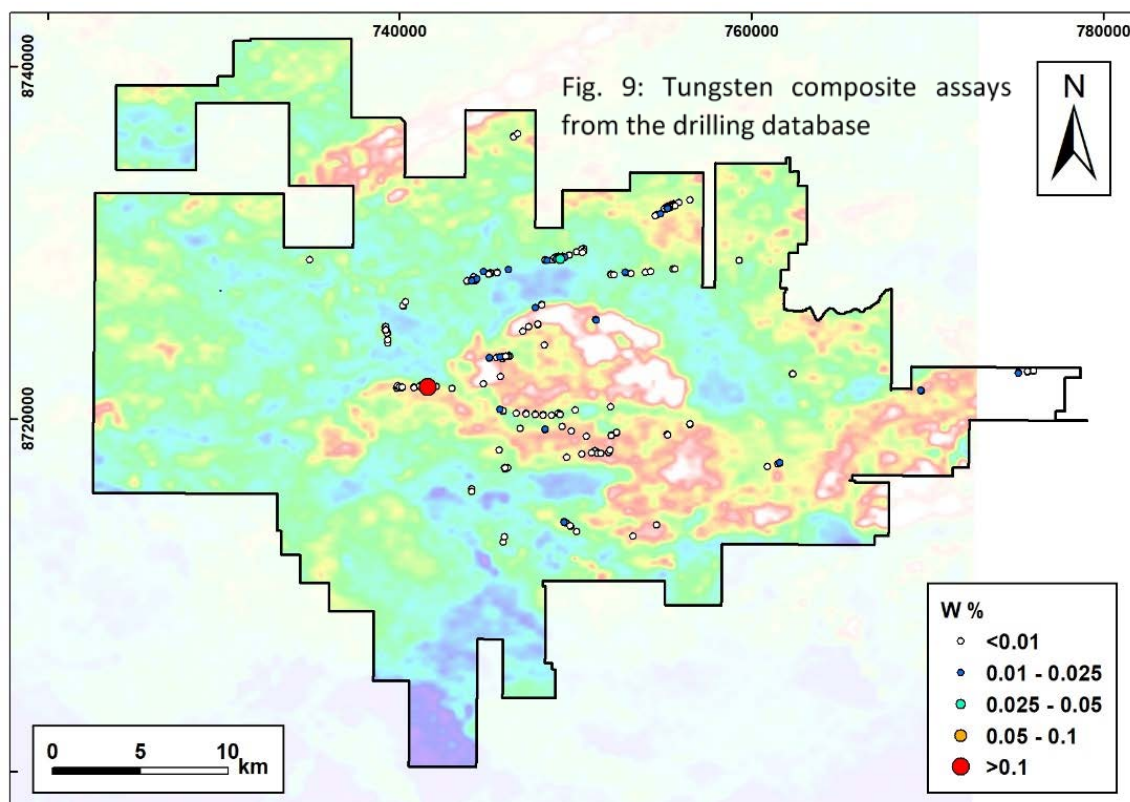 740000
760000
780000
8740000
Fig. 9: Tungsten composite assays
from the drilling database
N
8720000
W %
<0.01
0.01 - 0.025
0.025 - 0.05
0.05 - 0.1
>0.1
0 5 10
km